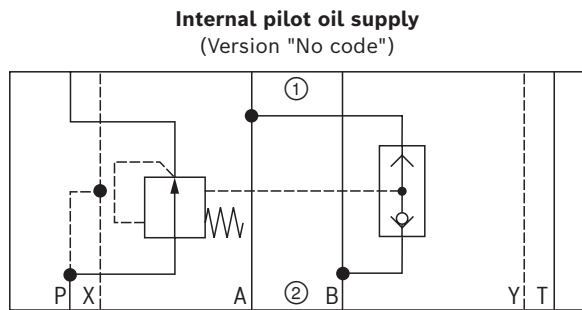 Internal pilot oil supply
(Version "No code")
①
P X A ② B Y T